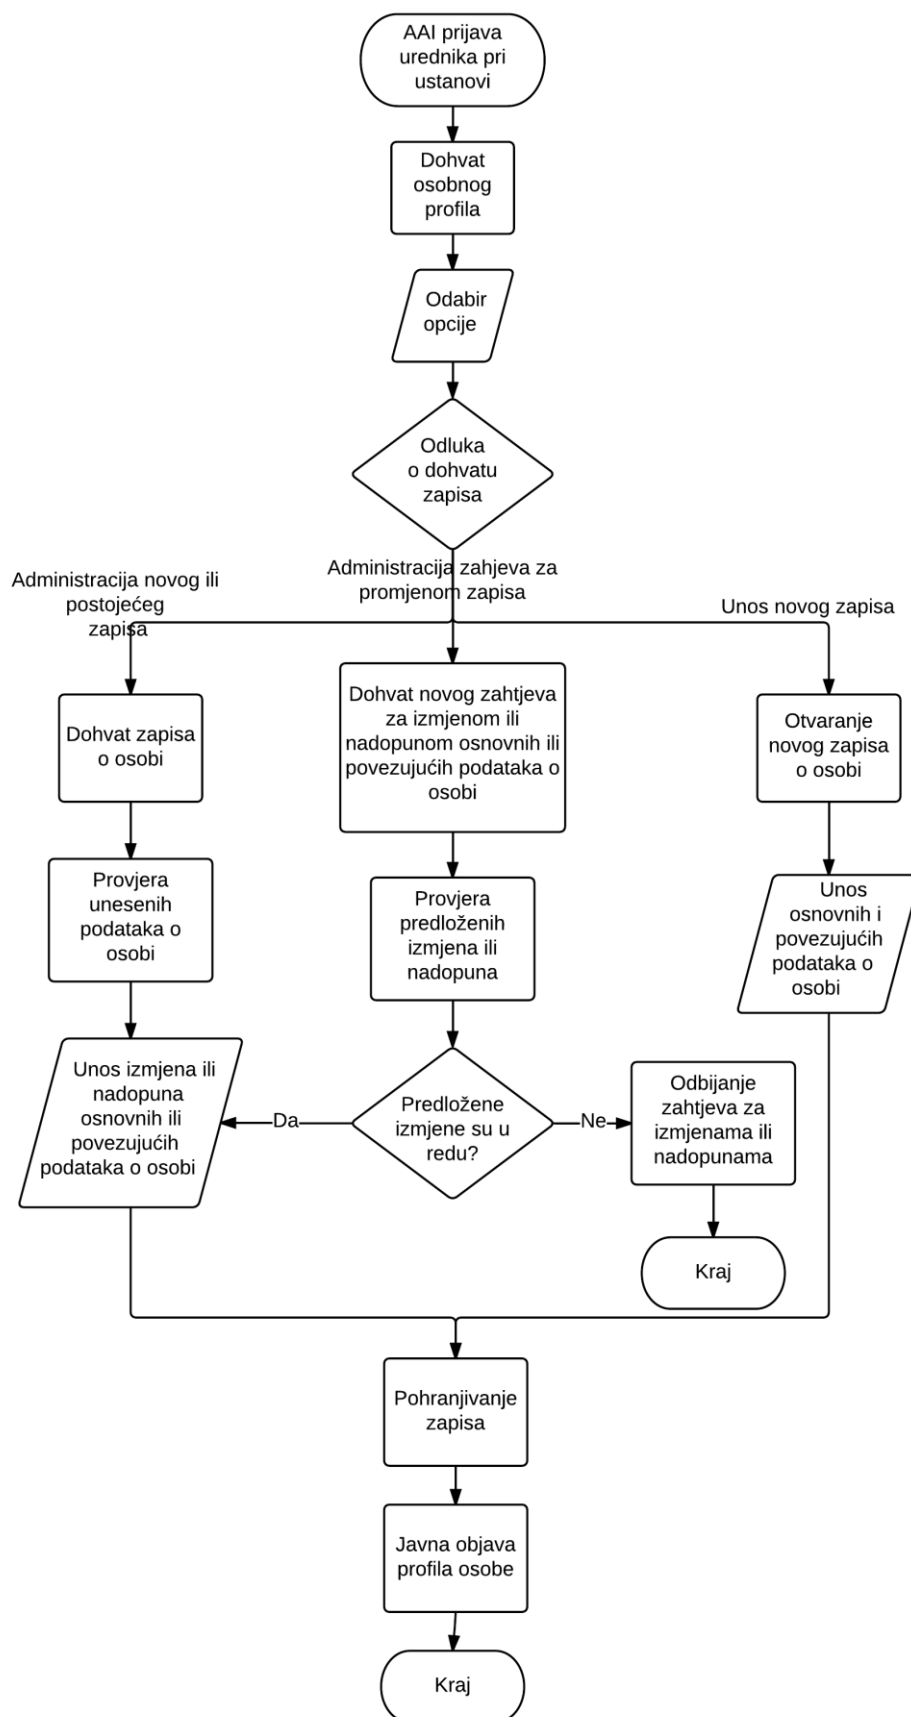 AAI prijava
urednika pri
ustanovi
Dohvat
osobnog
profila
Odabir
opcije
Odluka
o dohvatu
zapisa
Administracija novog ili
postojećeg
zapisa
Administracija zahjeva za
promjenom zapisa
Unos novog zapisa
Dohvat zapisa
o osobi
Dohvat novog zahtjeva
za izmjenom ili
nadopunom osnovnih ili
povezujućih podataka o
osobi
Otvaranje
novog zapisa
o osobi
Provjera
unesenih
podataka o
osobi
Provjera
predloženih
izmjena ili
nadopuna
Unos
osnovnih i
povezujućih
podataka o
osobi
Unos izmjena ili
nadopuna
osnovnih ili
povezujućih
podataka o osobi
Da
Predložene
izmjene su u
redu?
Ne
Odbijanje
zahtjeva za
izmjenama ili
nadopunama
Kraj
Pohranjivanje
zapisa
Javna objava
profila osobe
Kraj